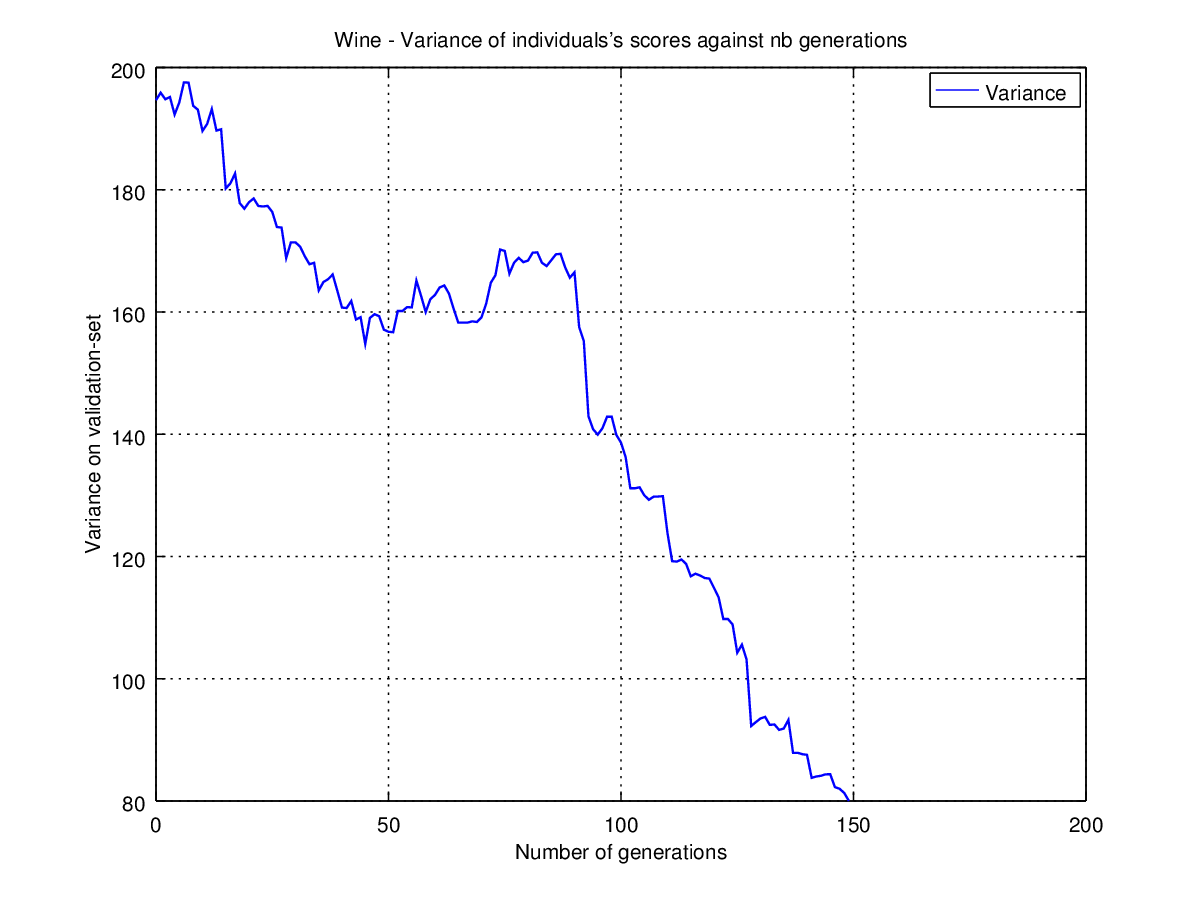 Wine - Variance of individuals's scores against nb generations
Variance
200
180
160
140
120
100
80
Variance on validation-set
0 50 100 150 200
Number of generations